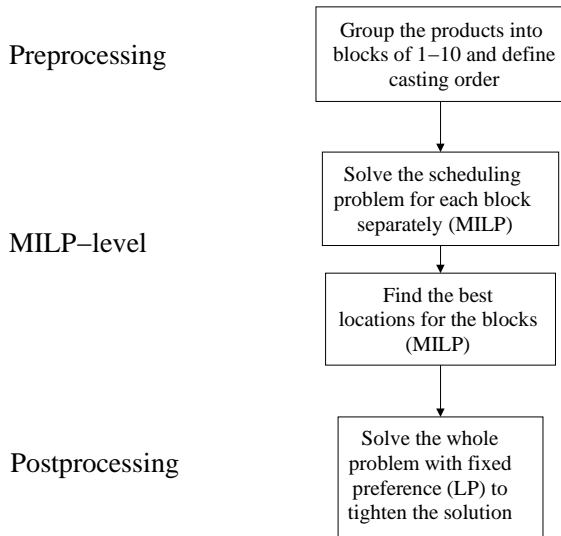 Preprocessing
Group the products into
blocks of 1−10 and define
casting order
MILP−level
Solve the scheduling
problem for each block
separately (MILP)
Find the best
locations for the blocks
(MILP)
Postprocessing
Solve the whole
problem with fixed
preference (LP) to
tighten the solution